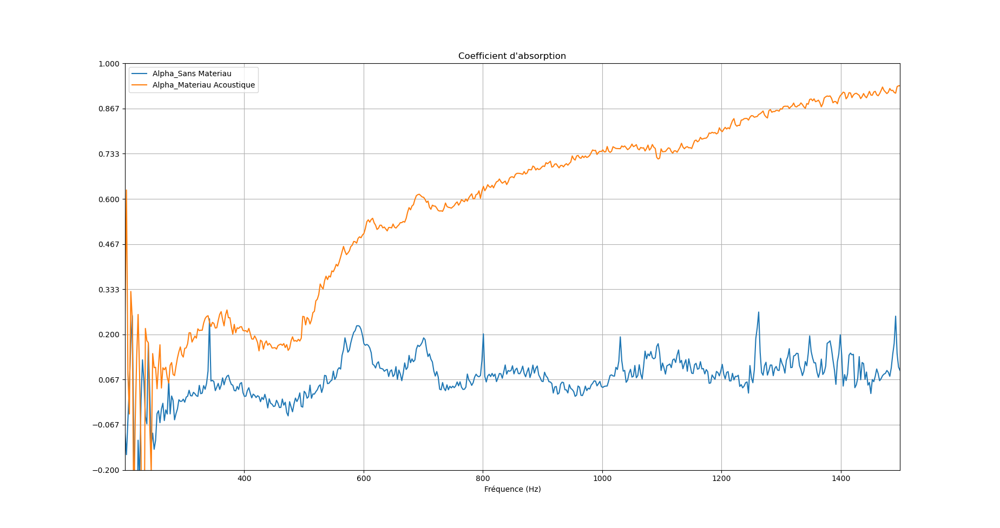 Coefficient d'absorption
1.000
Alpha_Sans Materiau
Alpha_Materiau Acoustique
0.867
0.733
0.600
0.467
0.333
0.200
0.067
−0.067
−0.200
400 600 800 1000 1200 1400
Fréquence (Hz)